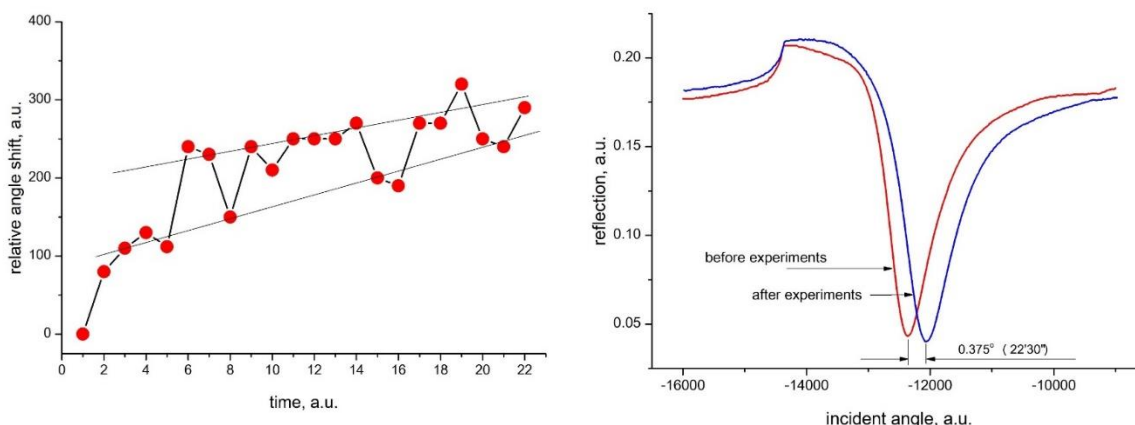 400
300
200
100
0
relative angle shift, a.u.
0 2 4 6 8 10 12 14 16 18 20 22
time, a.u.
0.20
0.15
0.10
0.05
reflection, a.u.
before experiments
after experiments
0.375° ( 22'30")
-16000 -14000 -12000 -10000
incident angle, a.u.